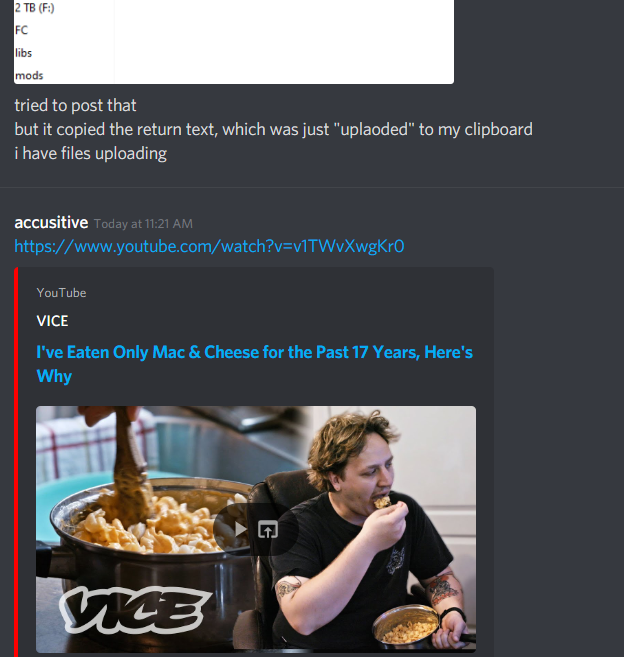 2 TB (F:)
FC
libs
mods
tried to post that
but it copied the return text, which was just "uplaoded" to my clipboard
i have files uploading
accusitive Today at 11:21 AM
https://www.youtube.com/watch?v=v1TWvXwgKr0
YouTube
VICE
I've Eaten Only Mac & Cheese for the Past 17 Years, Here's
Why
VICE